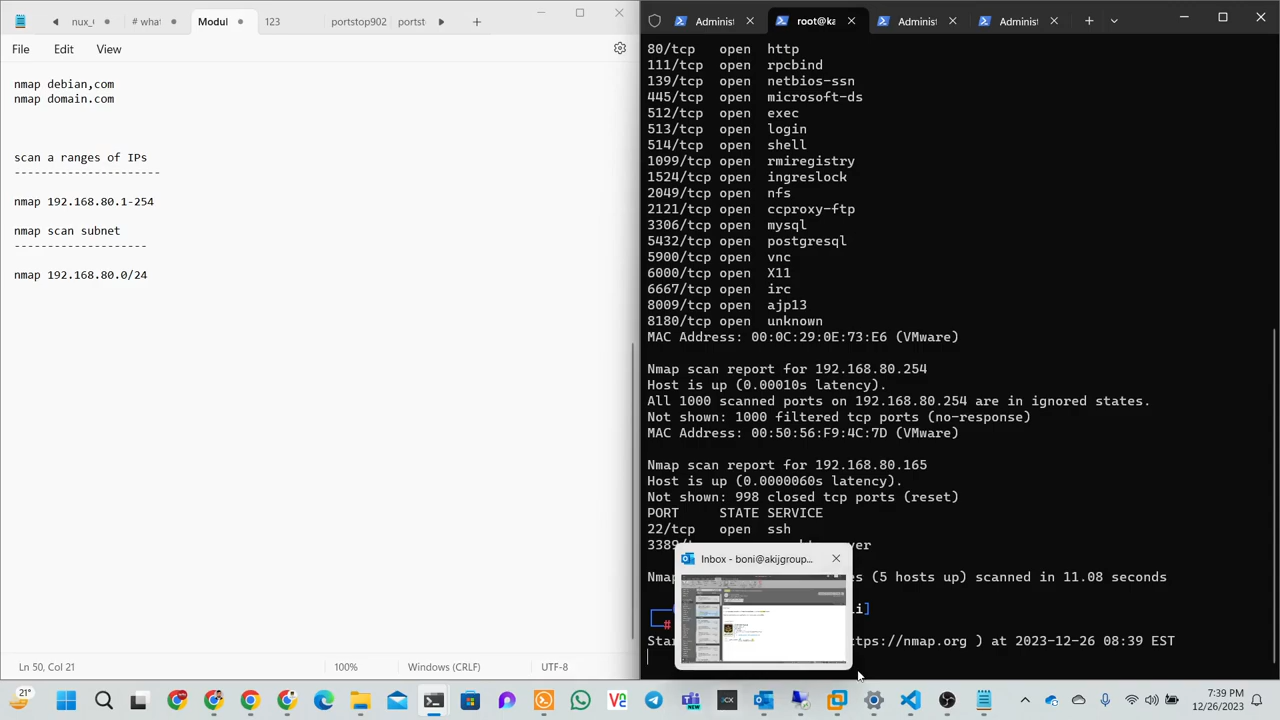 nux_
# what
Modul
123
portstop902
portst
File
Edit
View
nmap debian,com
nmap domain.com
scan a ranges of IPs
----------------------
nmap 192.168.80.1-254
nmap scan subnet
--------------------
nmap 192.168.80.0/24
Ln 50, Col 2
100%
Windows (CRLF)
UTF-8
Administ
root@ka
Administ
Administ
80/tcp open http
111/tcp open rpcbind
139/tcp open netbios-ssn
445/tcp open microsoft-ds
512/tcp open exec
513/tcp open login
514/tcp open shell
1099/tcp open rmiregistry
1524/tcp open ingreslock
2049/tcp open nfs
2121/tcp open ccproxy-ftp
3306/tcp open mysql
5432/tcp open postgresql
5900/tcp open vnc
6000/tcp open X11
6667/tcp open irc
8009/tcp open ajp13
8180/tcp open unknown
MAC Address: 00:0C:29:0E:73:E6 (VMware)
Nmap scan report for 192.168.80.254
Host is up (0.00010s latency).
All 1000 scanned ports on 192.168.80.254 are in ignored states.
Not shown: 1000 filtered tcp ports (no-response)
MAC Address: 00:50:56:F9:4C:7D (VMware)
Nmap scan report for 192.168.80.165
Host is up (0.0000060s latency).
Not shown: 998 closed tcp ports (reset)
PORT STATE SERVICE
22/tcp open ssh
3389/ ver
Inbox - boni@akijgroup...
Nma es (5 hosts up) scanned in 11.08 seconds
li]
#
Sta ttps://nmap.org ) at 2023-12-26 08:39 EST
21°
V2
NEW
3CX
7:39 PM
12/26/2023